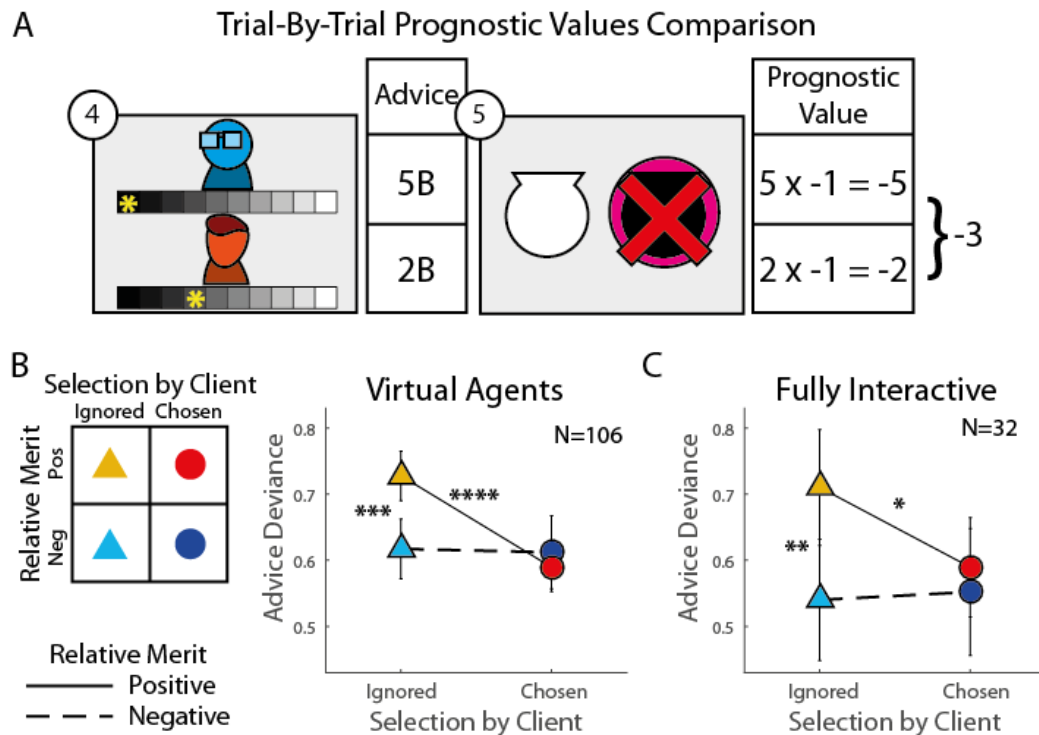 A
Trial-By-Trial Prognostic Values Comparison
4
Advice
5B
2B
5
Prognostic
Value
5 x -1 = -5
2 x -1 = -2
} -3
B
Selection by Client
Ignored Chosen
Relative Merit
Pos
Neg
Relative Merit
Positive
Negative
Virtual Agents
N=106
Advice Deviance
0.8
0.7
0.6
0.5
***
****
Ignored Chosen
Selection by Client
C
Fully Interactive
N=32
Advice Deviance
0.8
0.7
0.6
0.5
**
*
Ignored Chosen
Selection by Client